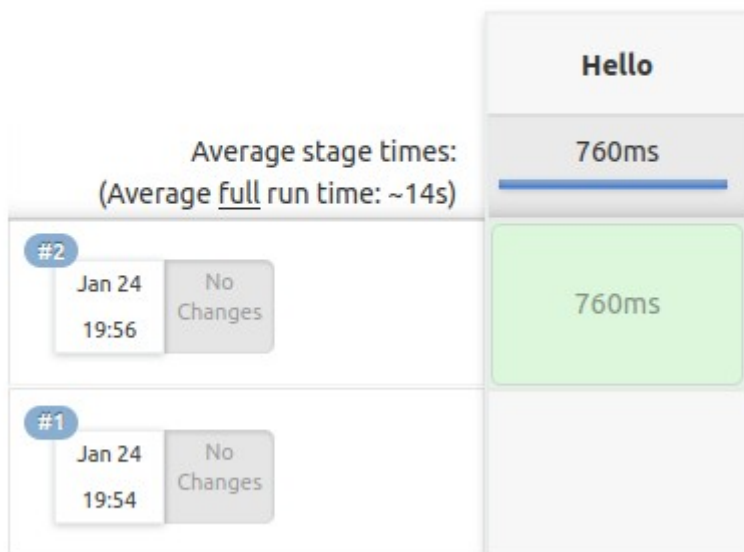 Hello
Average stage times:
760ms
(Average full run time: ~14s)
#2
Jan 24
19:56
No
Changes
760ms
#1
Jan 24
19:54
No
Changes